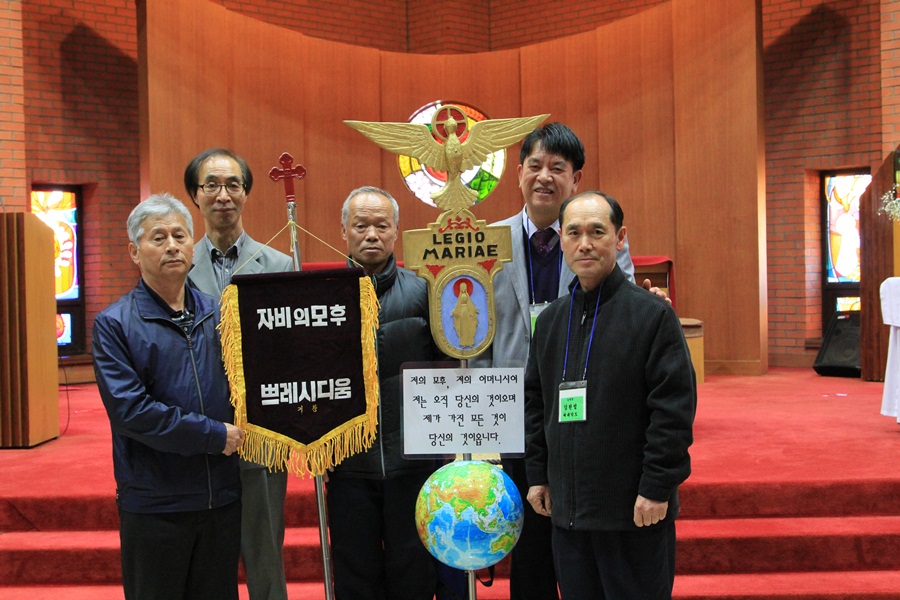 자비의모후
쁘레시디움
LEGIO
MARIAE
저의 모후, 저의 어머니시여
저는 오직 당신의 것이오며
제가 가진 모든 것이
당신의 것이옵니다.